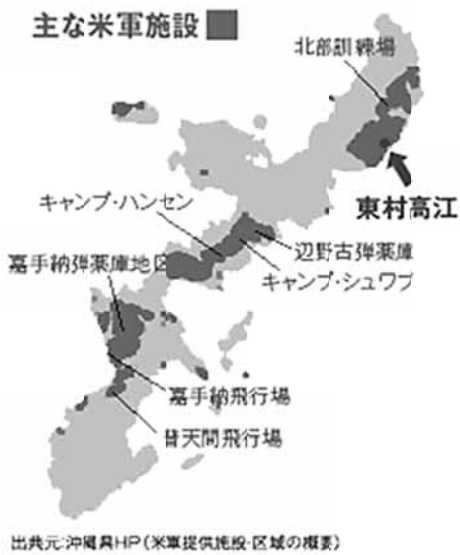 主な米軍施設
北部訓練場
東村高江
キャンプ・ハンセン
辺野古弾薬庫
キャンプ・シュワブ
嘉手納弾薬庫地区
嘉手納飛行場
普天間飛行場
出典元:沖縄県HP(米軍提供施設・区域の概要)